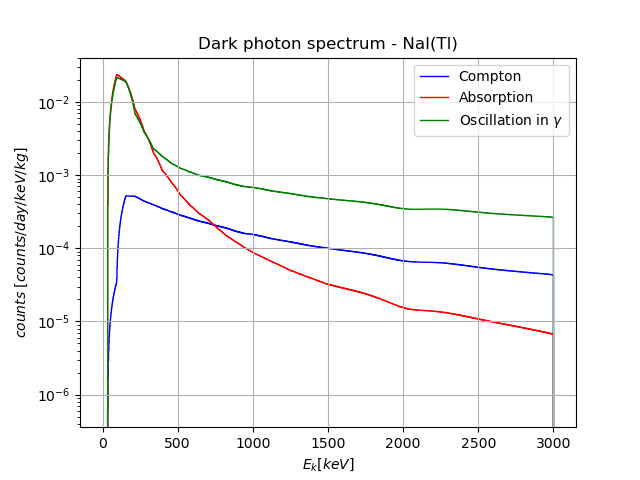 Dark photon spectrum - NaI(Tl)
counts [counts/day/keV/kg]
10⁻²
10⁻³
10⁻⁴
10⁻⁵
10⁻⁶
Compton
Absorption
Oscillation in γ
0 500 1000 1500 2000 2500 3000
E_k[keV]